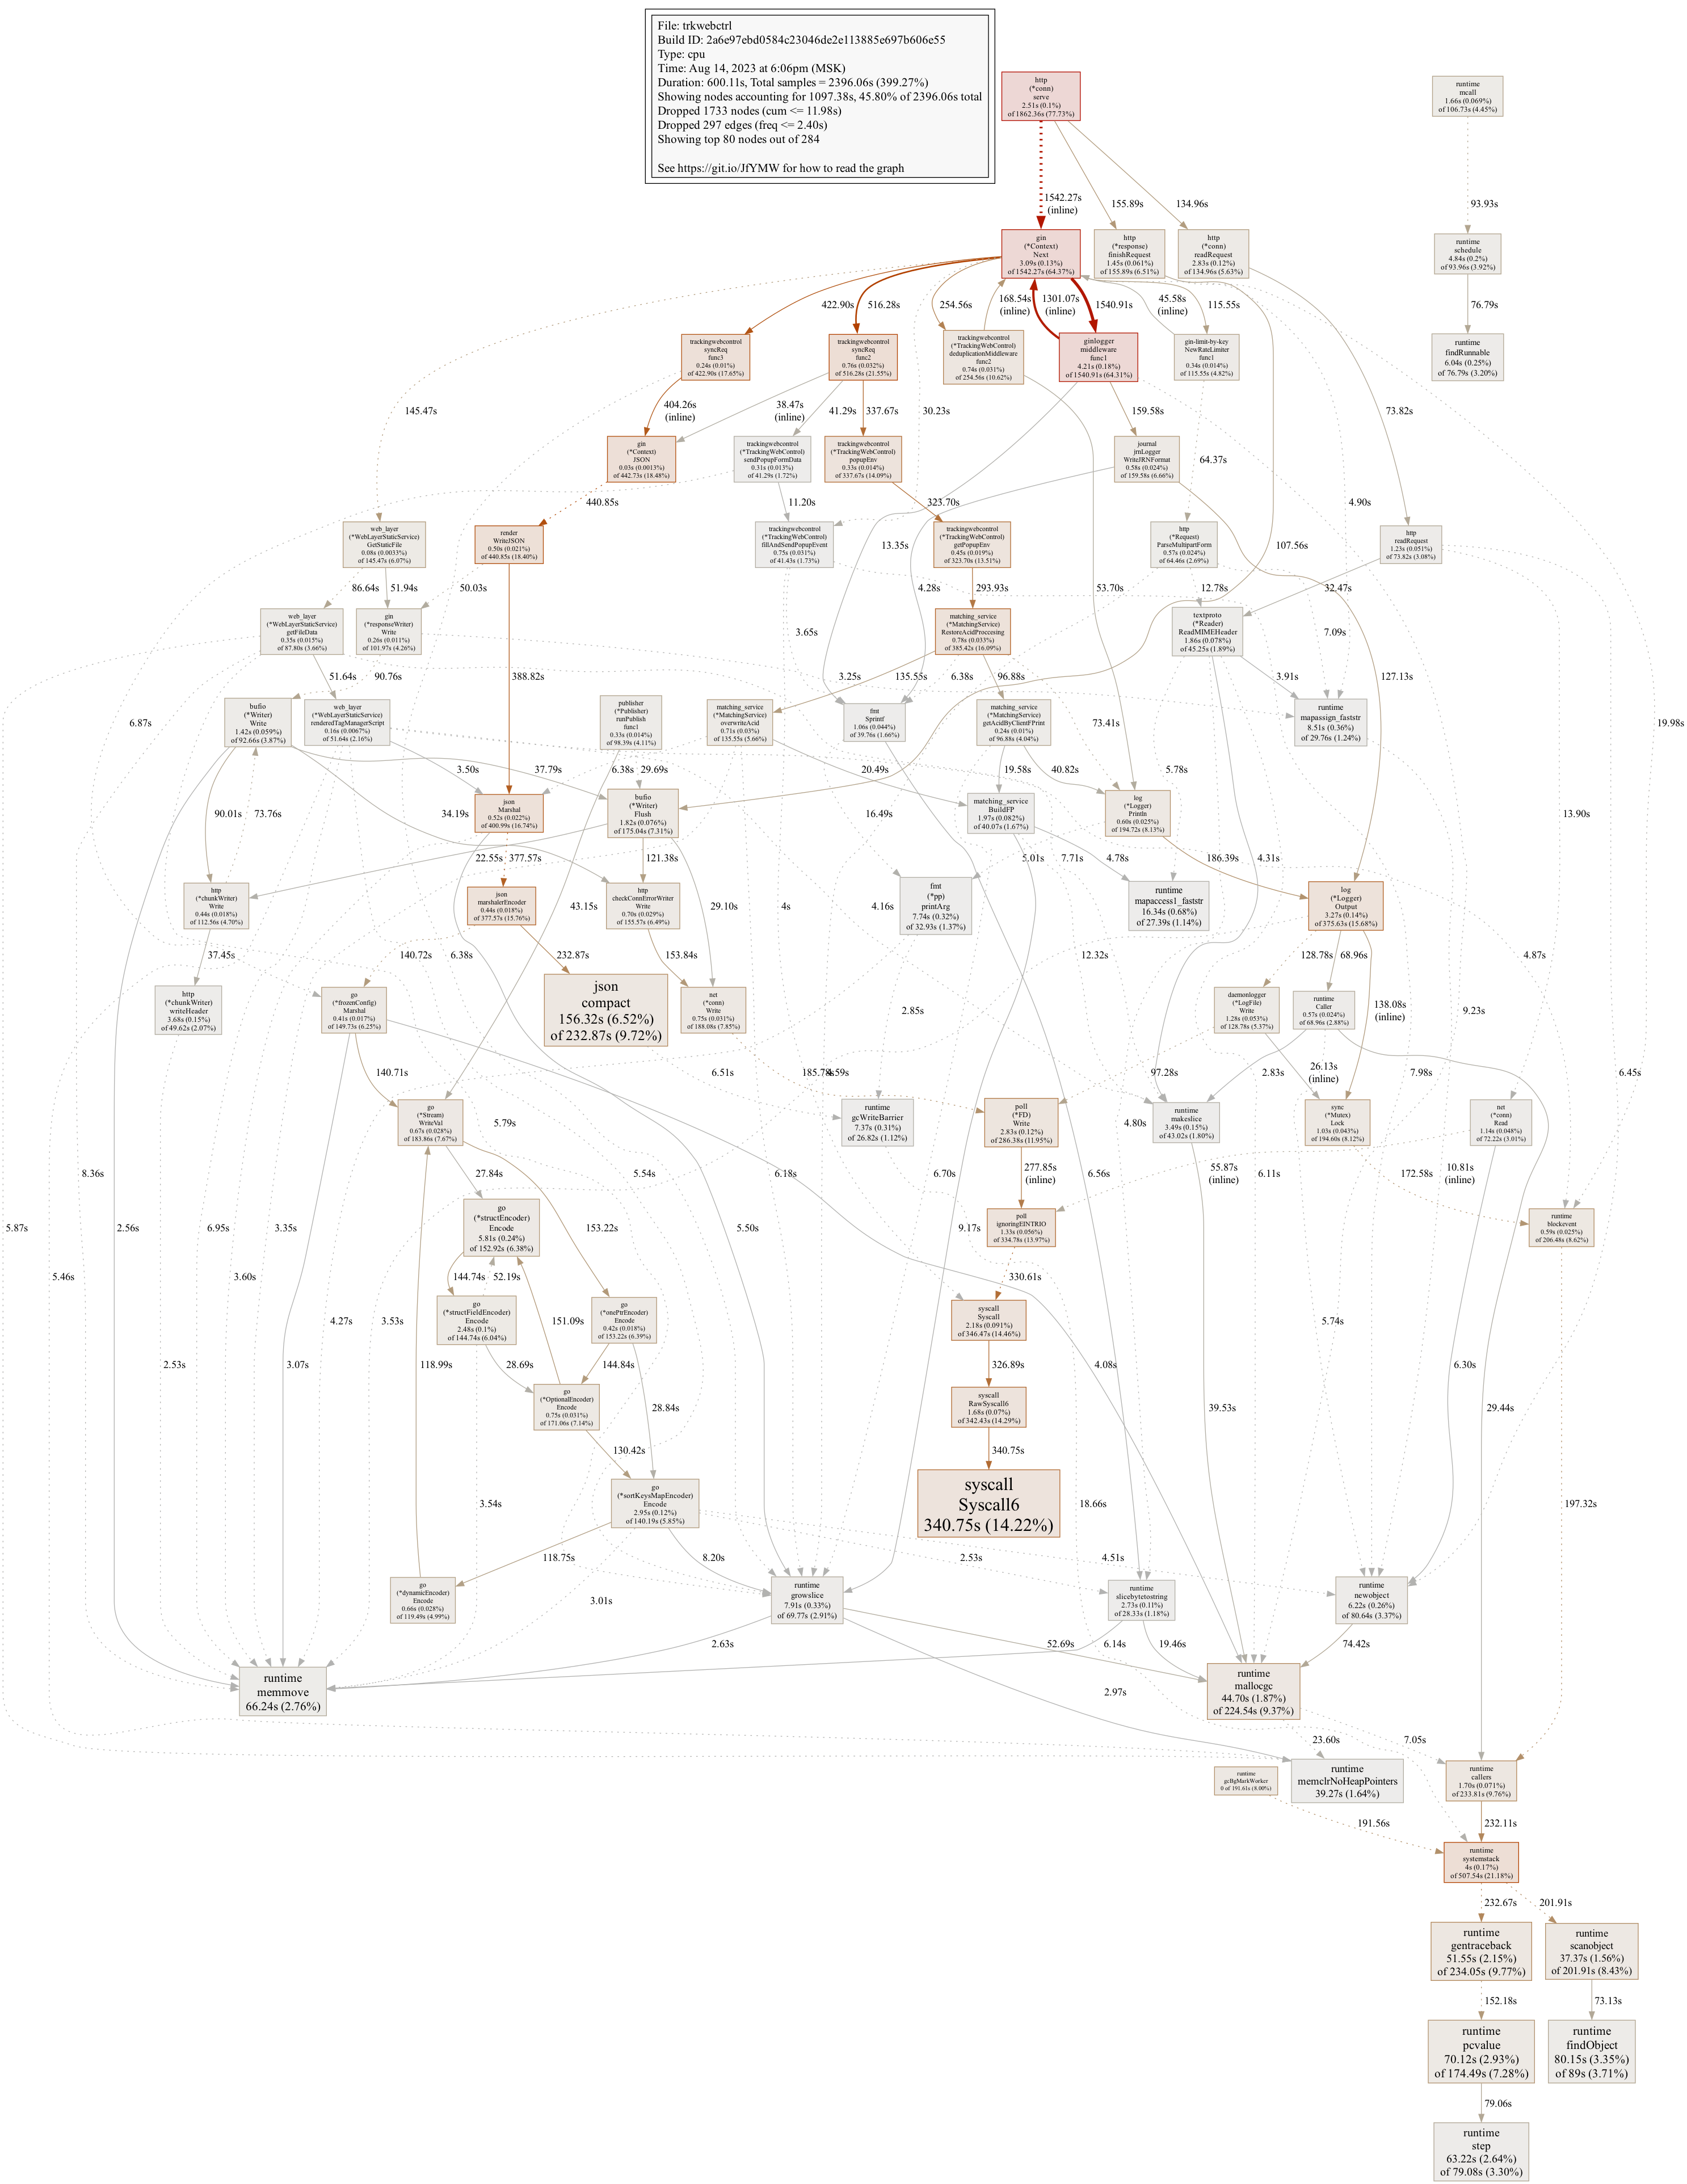 File: trkwebctrl
Build ID: 2a6e97ebd0584c23046de2e113885e697b606e55
Type: cpu
Time: Aug 14, 2023 at 6:06pm (MSK)
Duration: 600.11s, Total samples = 2396.06s (399.27%)
Showing nodes accounting for 1097.38s, 45.80% of 2396.06s total
Dropped 1733 nodes (cum <= 11.98s)
Dropped 297 edges (freq <= 2.40s)
Showing top 80 nodes out of 284
See https://git.io/JfYMW for how to read the graph
http
(*conn)
serve
2.51s (0.1%)
of 1862.36s (77.73%)
runtime
mcall
1.66s (0.069%)
of 106.73s (4.45%)
1542.27s
(inline)
155.89s
134.96s
93.93s
gin
(*Context)
Next
3.09s (0.13%)
of 1542.27s (64.37%)
http
(*response)
finishRequest
1.45s (0.061%)
of 155.89s (6.51%)
http
(*conn)
readRequest
2.83s (0.12%)
of 134.96s (5.63%)
runtime
schedule
4.84s (0.2%)
of 93.96s (3.92%)
422.90s
516.28s
254.56s
168.54s
(inline)
1301.07s
(inline)
1540.91s
45.58s
(inline)
115.55s
76.79s
trackingwebcontrol
syncReq
func3
0.24s (0.01%)
of 422.90s (17.65%)
trackingwebcontrol
syncReq
func2
0.76s (0.032%)
of 516.28s (21.55%)
trackingwebcontrol
(*TrackingWebControl)
deduplicationMiddleware
func2
0.74s (0.031%)
of 254.56s (10.62%)
ginlogger
middleware
func1
4.21s (0.18%)
of 1540.91s (64.31%)
gin-limit-by-key
NewRateLimiter
func1
0.34s (0.014%)
of 115.55s (4.82%)
runtime
findRunnable
6.04s (0.25%)
of 76.79s (3.20%)
145.47s
404.26s
(inline)
38.47s
(inline)
41.29s
337.67s
30.23s
159.58s
73.82s
gin
(*Context)
JSON
0.03s (0.0013%)
of 442.73s (18.48%)
trackingwebcontrol
(*TrackingWebControl)
sendPopupFormData
0.31s (0.013%)
of 41.29s (1.72%)
trackingwebcontrol
(*TrackingWebControl)
popupEnv
0.33s (0.014%)
of 337.67s (14.09%)
journal
jrnLogger
WriteJRNFormat
0.58s (0.024%)
of 159.58s (6.66%)
64.37s
440.85s
11.20s
323.70s
4.90s
web_layer
(*WebLayerStaticService)
GetStaticFile
0.08s (0.0033%)
of 145.47s (6.07%)
render
WriteJSON
0.50s (0.021%)
of 440.85s (18.40%)
trackingwebcontrol
(*TrackingWebControl)
fillAndSendPopupEvent
0.75s (0.031%)
of 41.43s (1.73%)
trackingwebcontrol
(*TrackingWebControl)
getPopupEnv
0.45s (0.019%)
of 323.70s (13.51%)
http
(*Request)
ParseMultipartForm
0.57s (0.024%)
of 64.46s (2.69%)
http
readRequest
1.23s (0.051%)
of 73.82s (3.08%)
13.35s
107.56s
86.64s
51.94s
50.03s
293.93s
4.28s
53.70s
12.78s
32.47s
web_layer
(*WebLayerStaticService)
getFileData
0.35s (0.015%)
of 87.80s (3.66%)
gin
(*responseWriter)
Write
0.26s (0.011%)
of 101.97s (4.26%)
matching_service
(*MatchingService)
RestoreAcidProccesing
0.78s (0.033%)
of 385.42s (16.09%)
textproto
(*Reader)
ReadMIMEHeader
1.86s (0.078%)
of 45.25s (1.89%)
3.65s
7.09s
51.64s
90.76s
388.82s
3.25s
135.55s
6.38s
96.88s
3.91s
127.13s
bufio
(*Writer)
Write
1.42s (0.059%)
of 92.66s (3.87%)
web_layer
(*WebLayerStaticService)
renderedTagManagerScript
0.16s (0.0067%)
of 51.64s (2.16%)
publisher
(*Publisher)
runPublish
func1
0.33s (0.014%)
of 98.39s (4.11%)
matching_service
(*MatchingService)
overwriteAcid
0.71s (0.03%)
of 135.55s (5.66%)
fmt
Sprintf
1.06s (0.044%)
of 39.76s (1.66%)
matching_service
(*MatchingService)
getAcidByClientFPrint
0.24s (0.01%)
of 96.88s (4.04%)
runtime
mapassign_faststr
8.51s (0.36%)
of 29.76s (1.24%)
6.87s
73.41s
19.98s
3.50s
37.79s
6.38s
29.69s
20.49s
19.58s
40.82s
5.78s
json
Marshal
0.52s (0.022%)
of 400.99s (16.74%)
bufio
(*Writer)
Flush
1.82s (0.076%)
of 175.04s (7.31%)
matching_service
BuildFP
1.97s (0.082%)
of 40.07s (1.67%)
log
(*Logger)
Println
0.60s (0.025%)
of 194.72s (8.13%)
90.01s
73.76s
34.19s
16.49s
13.90s
22.55s
377.57s
121.38s
5.01s
7.71s
4.78s
186.39s
4.31s
http
(*chunkWriter)
Write
0.44s (0.018%)
of 112.56s (4.70%)
json
marshalerEncoder
0.44s (0.018%)
of 377.57s (15.76%)
http
checkConnErrorWriter
Write
0.70s (0.029%)
of 155.57s (6.49%)
fmt
(*pp)
printArg
7.74s (0.32%)
of 32.93s (1.37%)
runtime
mapaccess1_faststr
16.34s (0.68%)
of 27.39s (1.14%)
log
(*Logger)
Output
3.27s (0.14%)
of 375.63s (15.68%)
43.15s
29.10s
4s
4.16s
37.45s
140.72s
6.38s
232.87s
153.84s
12.32s
128.78s
68.96s
4.87s
http
(*chunkWriter)
writeHeader
3.68s (0.15%)
of 49.62s (2.07%)
go
(*frozenConfig)
Marshal
0.41s (0.017%)
of 149.73s (6.25%)
json
compact
156.32s (6.52%)
of 232.87s (9.72%)
net
(*conn)
Write
0.75s (0.031%)
of 188.08s (7.85%)
daemonlogger
(*LogFile)
Write
1.28s (0.053%)
of 128.78s (5.37%)
runtime
Caller
0.57s (0.024%)
of 68.96s (2.88%)
2.85s
138.08s
(inline)
9.23s
140.71s
6.51s
185.78s
97.28s
2.83s
26.13s
(inline)
7.98s
6.45s
go
(*Stream)
WriteVal
0.67s (0.028%)
of 183.86s (7.67%)
runtime
gcWriteBarrier
7.37s (0.31%)
of 26.82s (1.12%)
poll
(*FD)
Write
2.83s (0.12%)
of 286.38s (11.95%)
runtime
makeslice
3.49s (0.15%)
of 43.02s (1.80%)
sync
(*Mutex)
Lock
1.03s (0.043%)
of 194.60s (8.12%)
net
(*conn)
Read
1.14s (0.048%)
of 72.22s (3.01%)
5.79s
4.80s
8.36s
27.84s
5.54s
6.18s
6.70s
277.85s
(inline)
6.56s
55.87s
(inline)
6.11s
172.58s
10.81s
(inline)
5.87s
2.56s
6.95s
3.35s
go
(*structEncoder)
Encode
5.81s (0.24%)
of 152.92s (6.38%)
153.22s
5.50s
9.17s
poll
ignoringEINTRIO
1.33s (0.056%)
of 334.78s (13.97%)
runtime
blockevent
0.59s (0.025%)
of 206.48s (8.62%)
5.46s
3.60s
144.74s
52.19s
330.61s
go
(*structFieldEncoder)
Encode
2.48s (0.1%)
of 144.74s (6.04%)
go
(*onePtrEncoder)
Encode
0.42s (0.018%)
of 153.22s (6.39%)
syscall
Syscall
2.18s (0.091%)
of 346.47s (14.46%)
4.27s
3.53s
151.09s
5.74s
2.53s
3.07s
118.99s
28.69s
144.84s
326.89s
4.08s
6.30s
go
(*OptionalEncoder)
Encode
0.75s (0.031%)
of 171.06s (7.14%)
28.84s
syscall
RawSyscall6
1.68s (0.07%)
of 342.43s (14.29%)
39.53s
29.44s
130.42s
340.75s
go
(*sortKeysMapEncoder)
Encode
2.95s (0.12%)
of 140.19s (5.85%)
syscall
Syscall6
340.75s (14.22%)
3.54s
18.66s
197.32s
118.75s
8.20s
2.53s
4.51s
go
(*dynamicEncoder)
Encode
0.66s (0.028%)
of 119.49s (4.99%)
3.01s
runtime
growslice
7.91s (0.33%)
of 69.77s (2.91%)
runtime
slicebytetostring
2.73s (0.11%)
of 28.33s (1.18%)
runtime
newobject
6.22s (0.26%)
of 80.64s (3.37%)
2.63s
52.69s
6.14s
19.46s
74.42s
runtime
memmove
66.24s (2.76%)
2.97s
runtime
mallocgc
44.70s (1.87%)
of 224.54s (9.37%)
23.60s
7.05s
runtime
gcBgMarkWorker
0 of 191.61s (8.00%)
runtime
memclrNoHeapPointers
39.27s (1.64%)
runtime
callers
1.70s (0.071%)
of 233.81s (9.76%)
191.56s
232.11s
runtime
systemstack
4s (0.17%)
of 507.54s (21.18%)
232.67s
201.91s
runtime
gentraceback
51.55s (2.15%)
of 234.05s (9.77%)
runtime
scanobject
37.37s (1.56%)
of 201.91s (8.43%)
152.18s
73.13s
runtime
pcvalue
70.12s (2.93%)
of 174.49s (7.28%)
runtime
findObject
80.15s (3.35%)
of 89s (3.71%)
79.06s
runtime
step
63.22s (2.64%)
of 79.08s (3.30%)